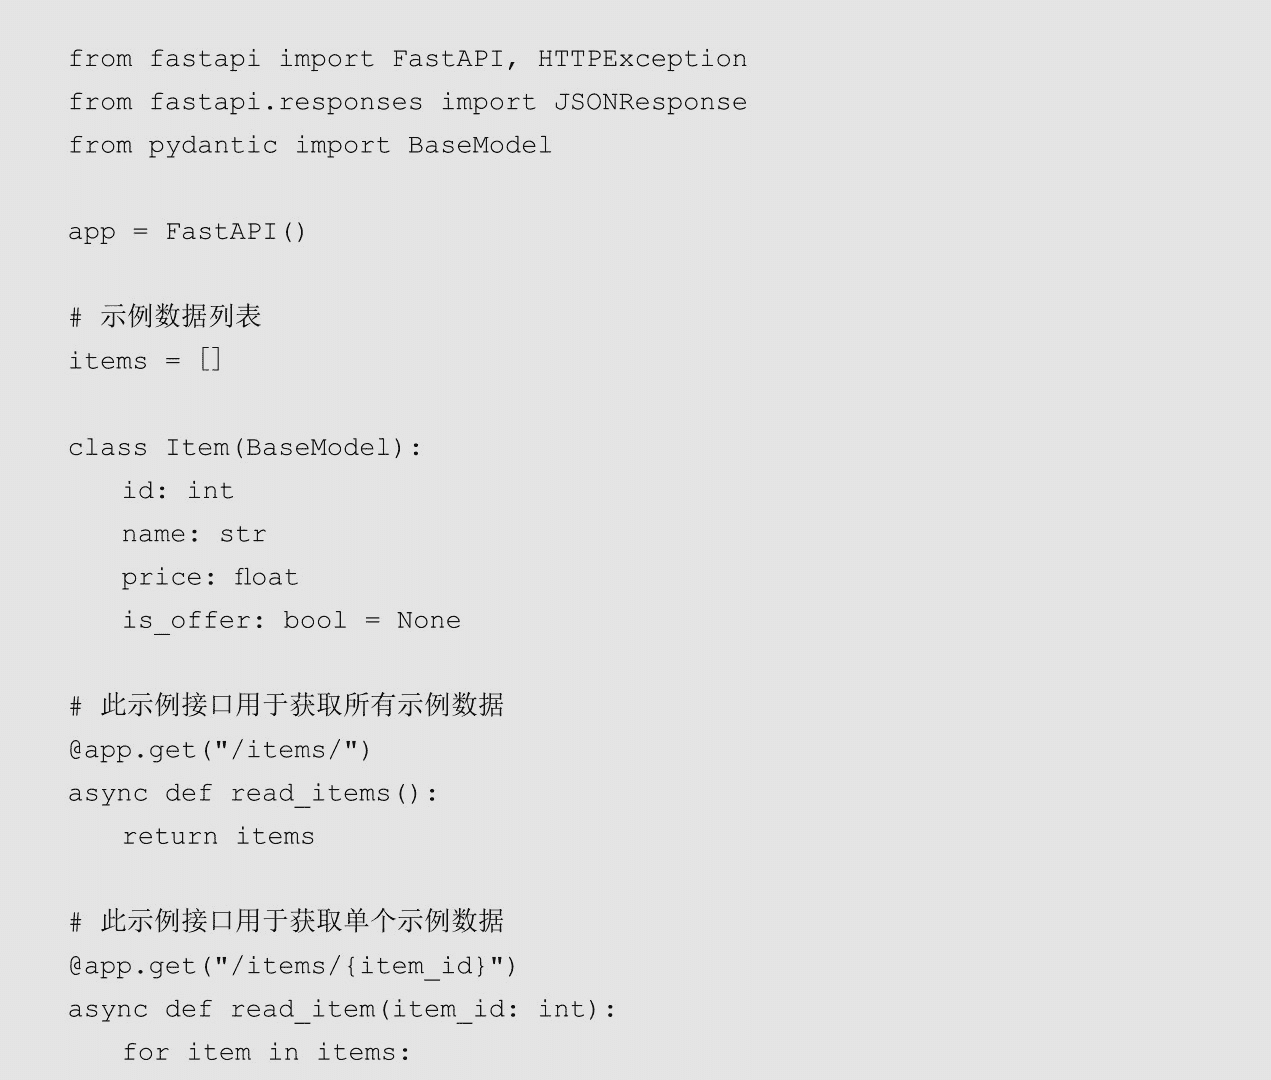 from fastapi import FastAPI, HTTPException
from fastapi.responses import JSONResponse
from pydantic import BaseModel
app = FastAPI()
# 示例数据列表
items = []
class Item(BaseModel):
id: int
name: str
price: float
is_offer: bool = None
# 此示例接口用于获取所有示例数据
@app.get("/items/")
async def read_items():
return items
# 此示例接口用于获取单个示例数据
@app.get("/items/{item_id}")
async def read_item(item_id: int):
for item in items: